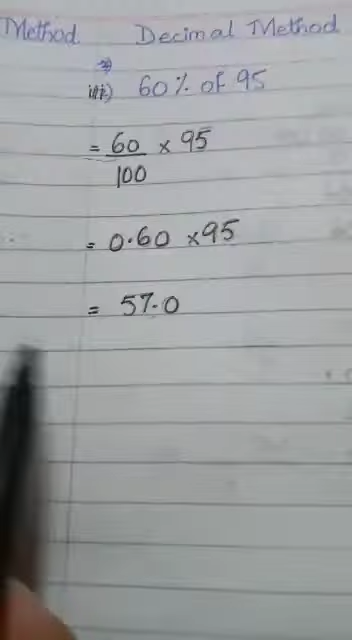 Method Decimal Method
iii) 60% of 95
= 60/100 × 95
= 0.60 ×95
= 57.0